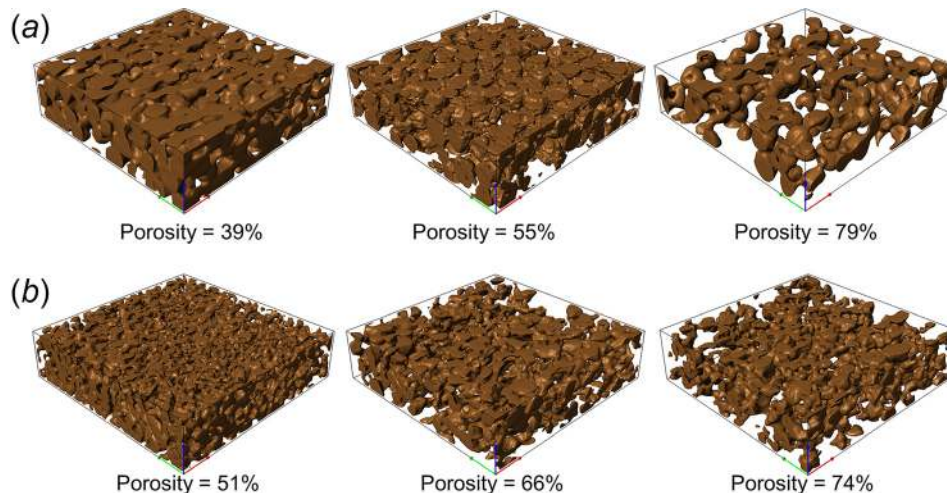 (a)
Porosity = 39%
Porosity = 55%
Porosity = 79%
(b)
Porosity = 51%
Porosity = 66%
Porosity = 74%